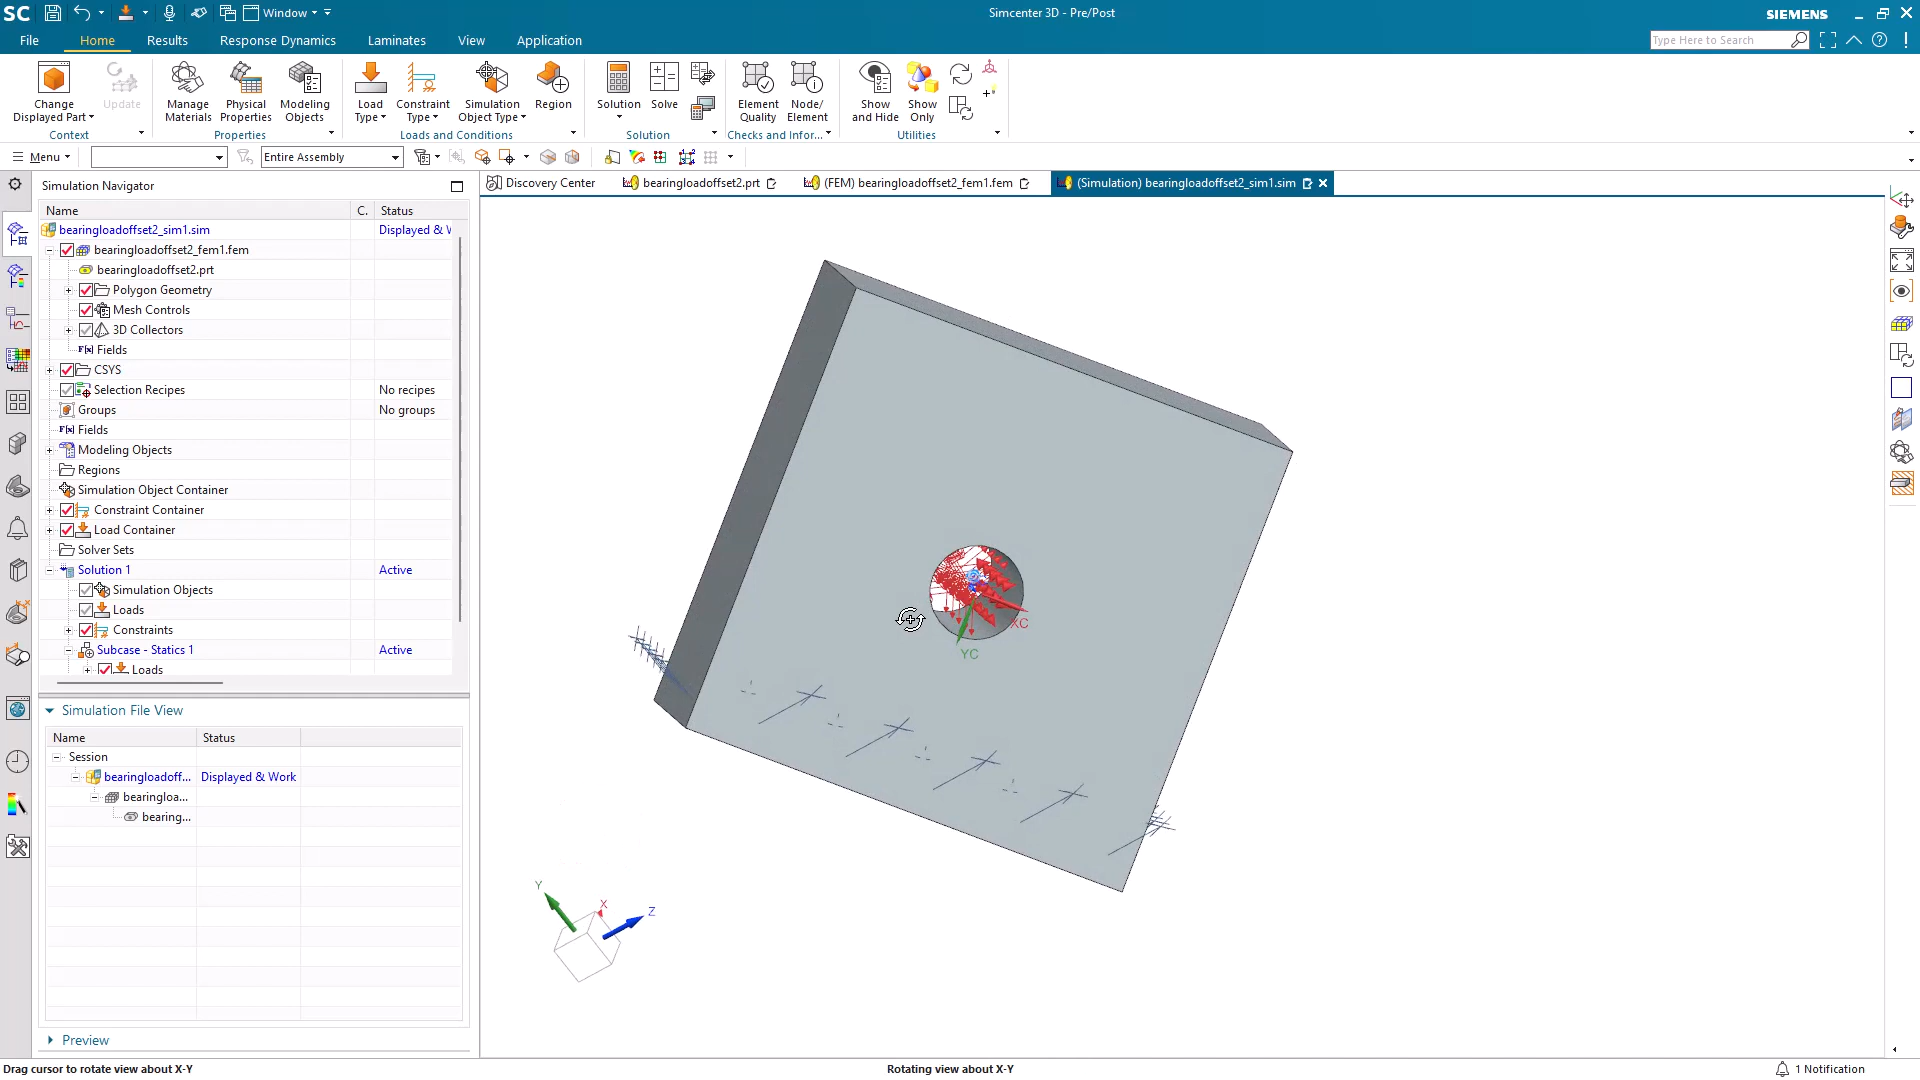 SC
Window
Simcenter 3D - Pre/Post
SIEMENS
File
Home
Results
Response Dynamics
Laminates
View
Application
Type Here to Search
Change
Displayed Part
Update
Context
Manage
Materials
Physical
Properties
Modeling
Objects
Properties
Load
Type
Constraint
Type
Simulation
Object Type
Region
Loads and Conditions
Solution
Solve
Solution
Element
Quality
Node/
Element
Checks and Infor...
Show
and Hide
Show
Only
Utilities
Menu
Entire Assembly
Simulation Navigator
Discovery Center
bearingloadoffset2.prt
(FEM) bearingloadoffset2_fem1.fem
(Simulation) bearingloadoffset2_sim1.sim
Name C. Status
bearingloadoffset2_sim1.sim Displayed & W
bearingloadoffset2_fem1.fem
bearingloadoffset2.prt
Polygon Geometry
Mesh Controls
3D Collectors
F(x) Fields
CSYS
Selection Recipes No recipes
Groups No groups
F(x) Fields
Modeling Objects
Regions
Simulation Object Container
Constraint Container
Load Container
Solver Sets
Solution 1 Active
Simulation Objects
Loads
Constraints
Subcase - Statics 1 Active
Loads
Simulation File View
Name Status
Session
bearingloadoff... Displayed & Work
bearingloa...
bearing...
Preview
XC
YC
Y
X
Z
Drag cursor to rotate view about X-Y
Rotating view about X-Y
1 Notification